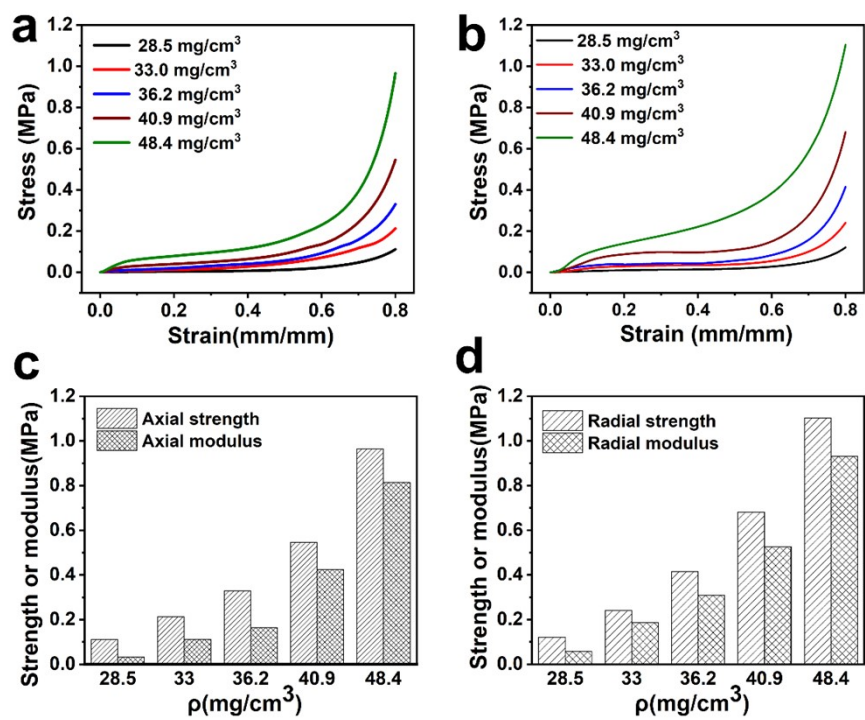 a
1.2
1.0
0.8
0.6
0.4
0.2
0.0
Stress (MPa)
28.5 mg/cm³
33.0 mg/cm³
36.2 mg/cm³
40.9 mg/cm³
48.4 mg/cm³
0.0 0.2 0.4 0.6 0.8
Strain(mm/mm)
b
1.2
1.0
0.8
0.6
0.4
0.2
0.0
Stress (MPa)
28.5 mg/cm³
33.0 mg/cm³
36.2 mg/cm³
40.9 mg/cm³
48.4 mg/cm³
0.0 0.2 0.4 0.6 0.8
Strain (mm/mm)
c
1.2
1.0
0.8
0.6
0.4
0.2
0.0
Strength or modulus(MPa)
Axial strength
Axial modulus
28.5 33 36.2 40.9 48.4
ρ(mg/cm³)
d
1.2
1.0
0.8
0.6
0.4
0.2
0.0
Strength or modulus(MPa)
Radial strength
Radial modulus
28.5 33 36.2 40.9 48.4
ρ(mg/cm³)